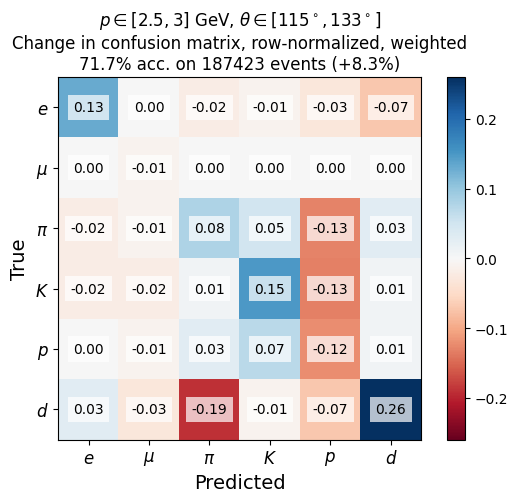 p ∈ [2.5, 3] GeV, θ ∈ [115°, 133°]
Change in confusion matrix, row-normalized, weighted
71.7% acc. on 187423 events (+8.3%)
e 0.13 0.00 -0.02 -0.01 -0.03 -0.07
μ 0.00 -0.01 0.00 0.00 0.00 0.00
π -0.02 -0.01 0.08 0.05 -0.13 0.03
K -0.02 -0.02 0.01 0.15 -0.13 0.01
p 0.00 -0.01 0.03 0.07 -0.12 0.01
d 0.03 -0.03 -0.19 -0.01 -0.07 0.26
e μ π K p d
Predicted
True
0.2
0.1
0.0
−0.1
−0.2